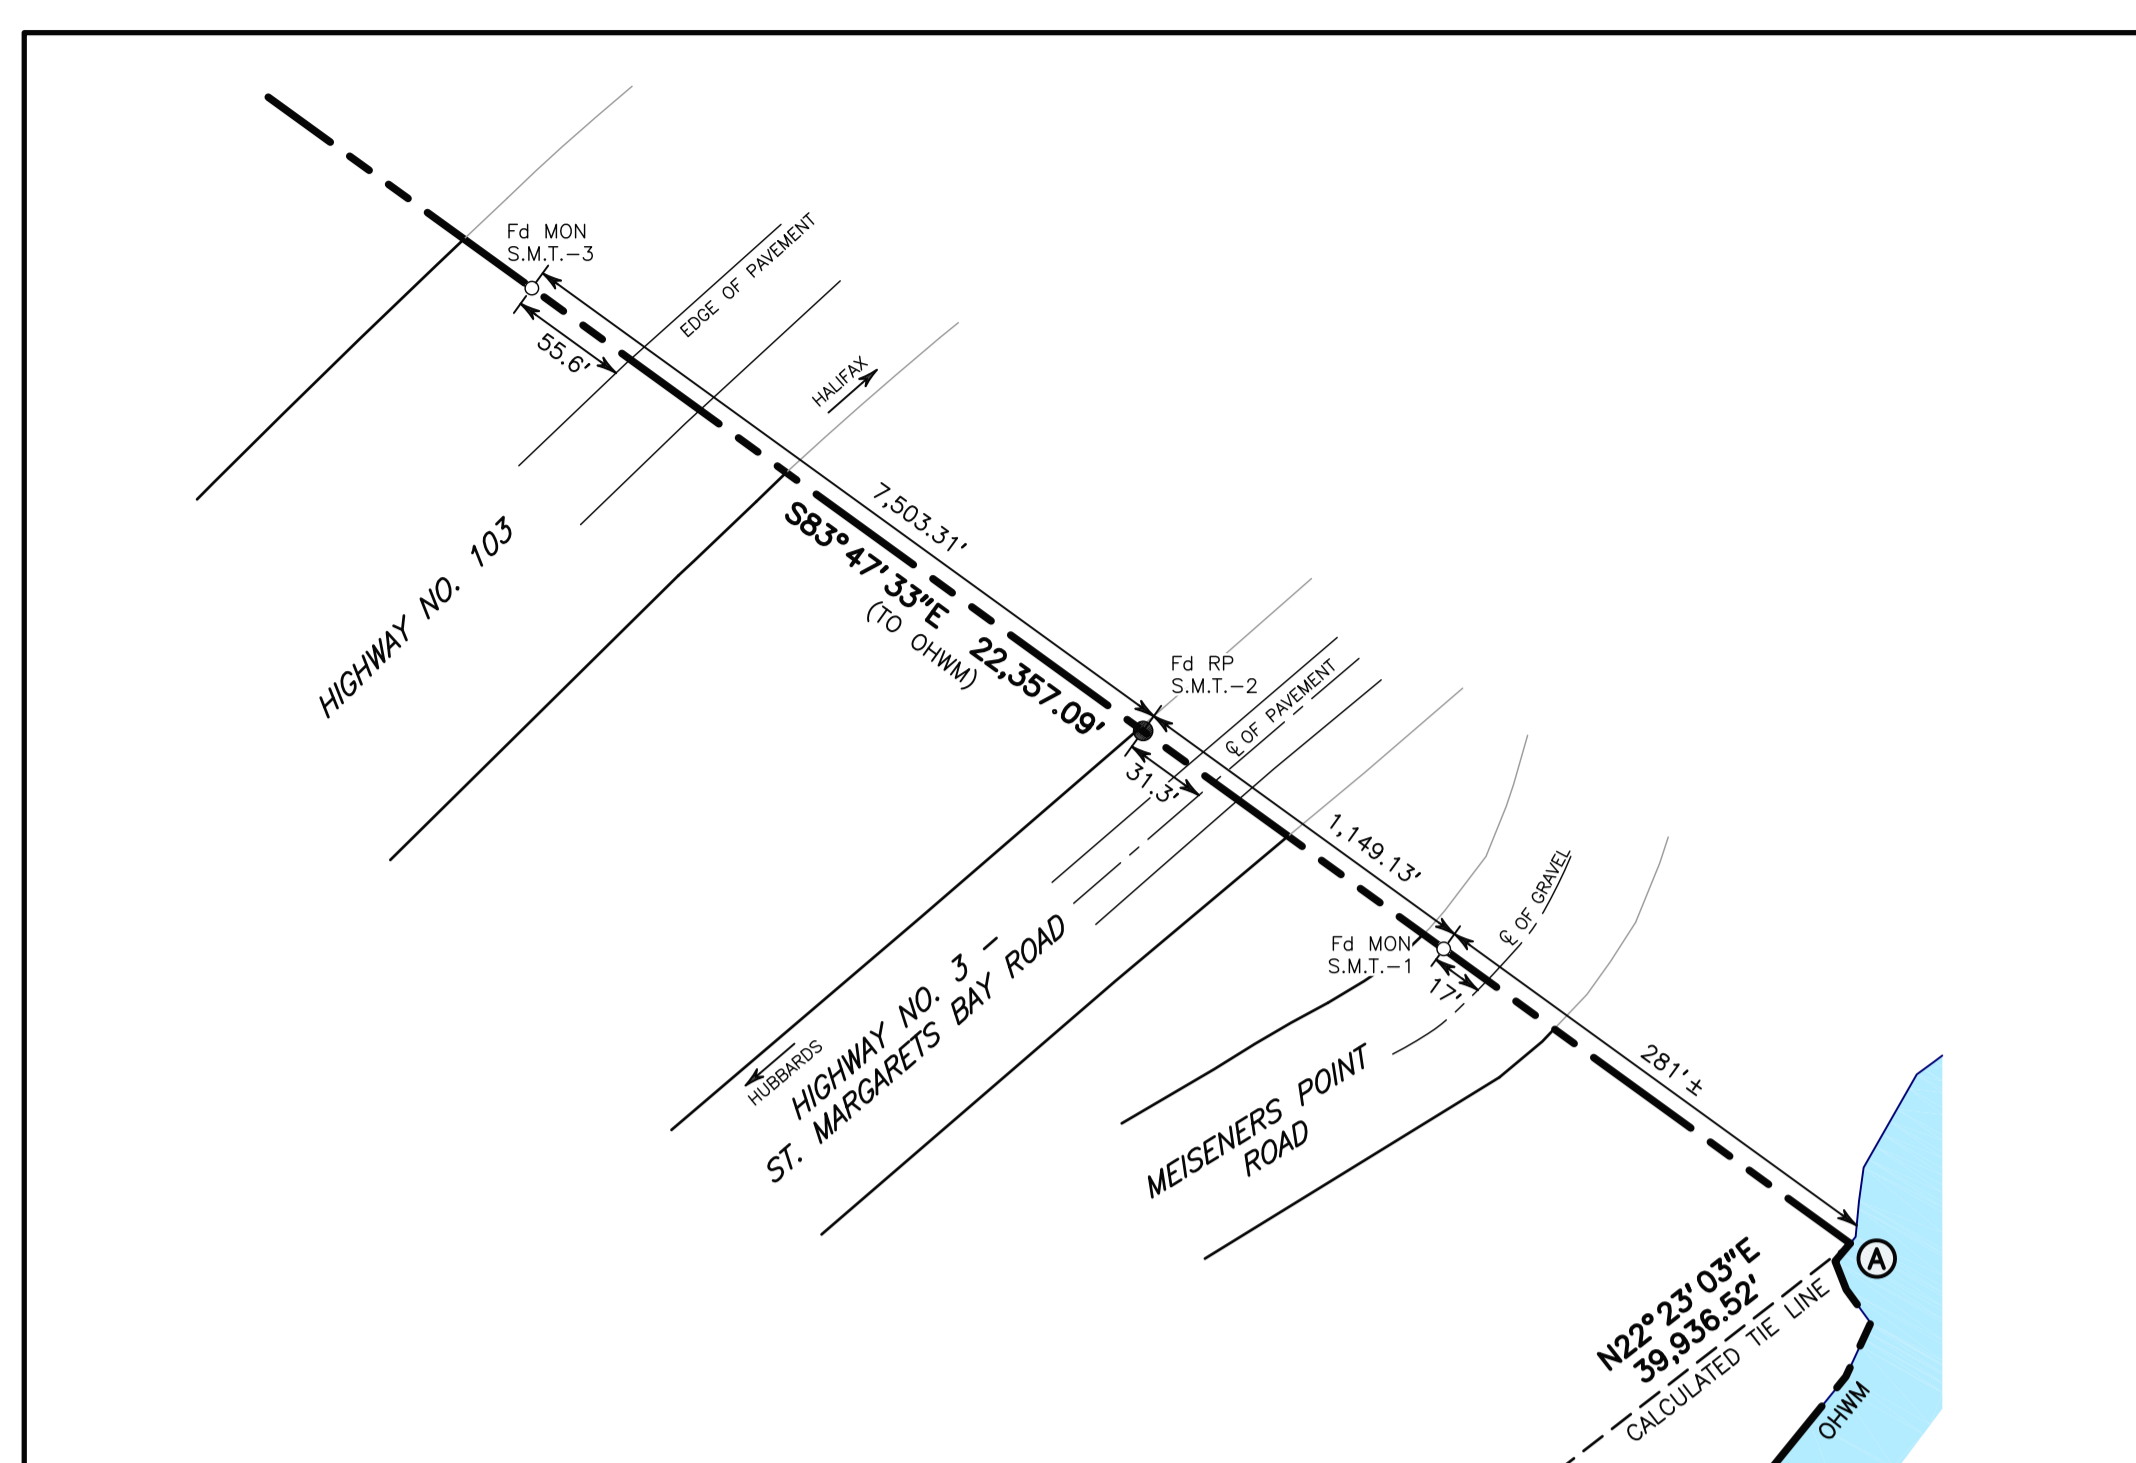 Fd MON
S.M.T.-3
EDGE OF PAVEMENT
55.6'
HALIFAX
7,503.31'
HIGHWAY NO. 103
S83°47'33"E 22,357.09'
(TO OHWM)
Fd RP
S.M.T.-2
℄ OF PAVEMENT
31.3'
1,149.13'
℄ OF GRAVEL
Fd MON
S.M.T.-1
17'
HIGHWAY NO. 3 -
ST. MARGARETS BAY ROAD
HUBBARDS
MEISENERS POINT
ROAD
281'±
A
N22°23'03"E
39,936.52'
CALCULATED TIE LINE
OHWM